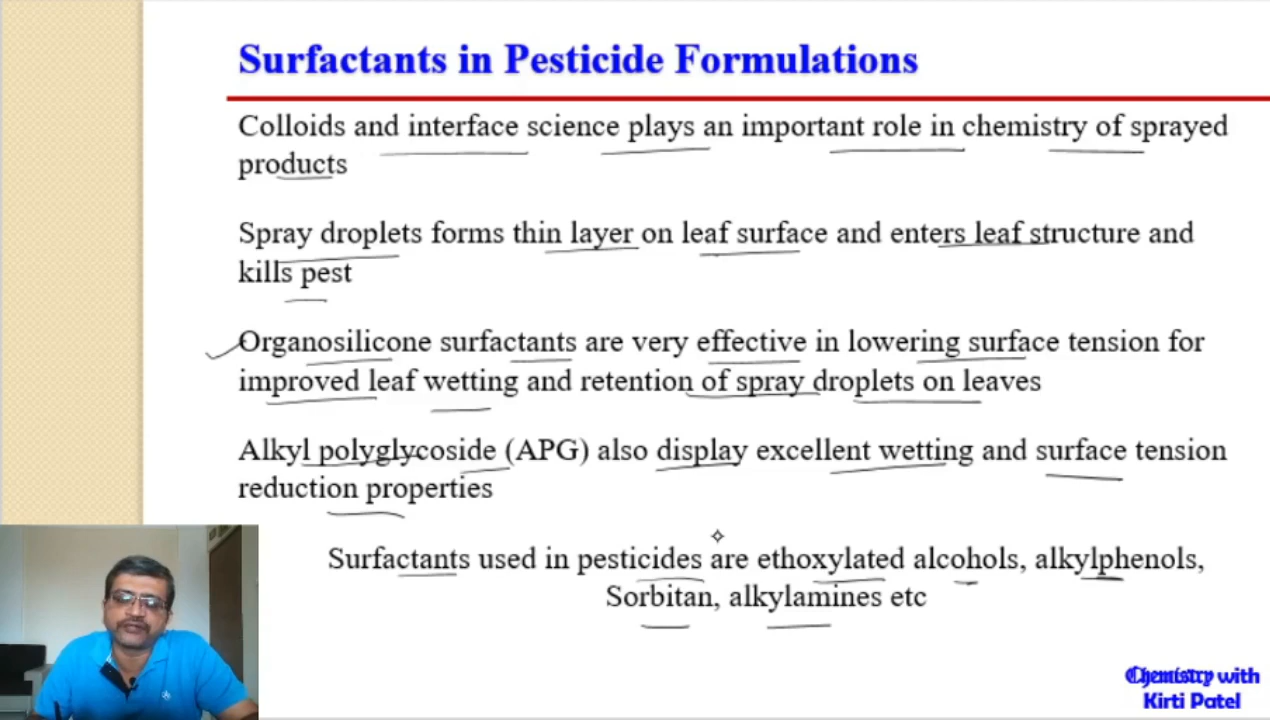 Surfactants in Pesticide Formulations
Colloids and interface science plays an important role in chemistry of sprayed
products
Spray droplets forms thin layer on leaf surface and enters leaf structure and
kills pest
Organosilicone surfactants are very effective in lowering surface tension for
improved leaf wetting and retention of spray droplets on leaves
Alkyl polyglycoside (APG) also display excellent wetting and surface tension
reduction properties
Surfactants used in pesticides are ethoxylated alcohols, alkylphenols,
Sorbitan, alkylamines etc
Chemistry with
Kirti Patel